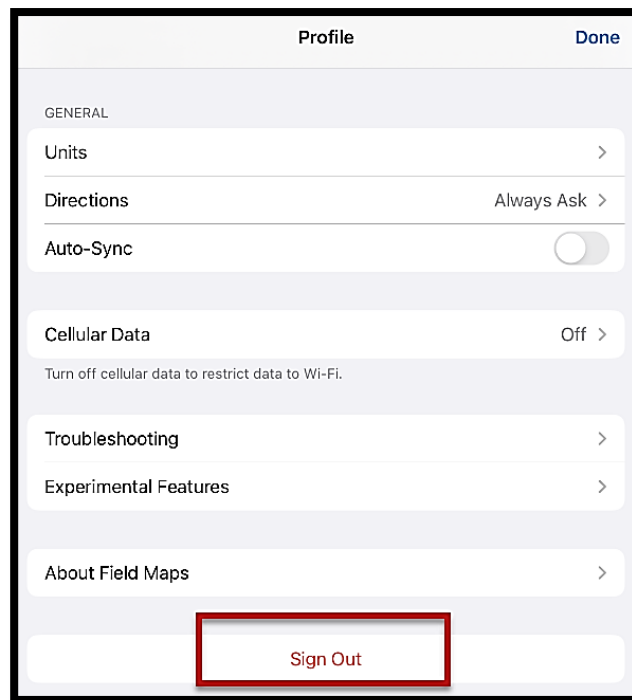 Profile
Done
GENERAL
Units
Directions
Always Ask
Auto-Sync
Cellular Data
Off
Turn off cellular data to restrict data to Wi-Fi.
Troubleshooting
Experimental Features
About Field Maps
Sign Out